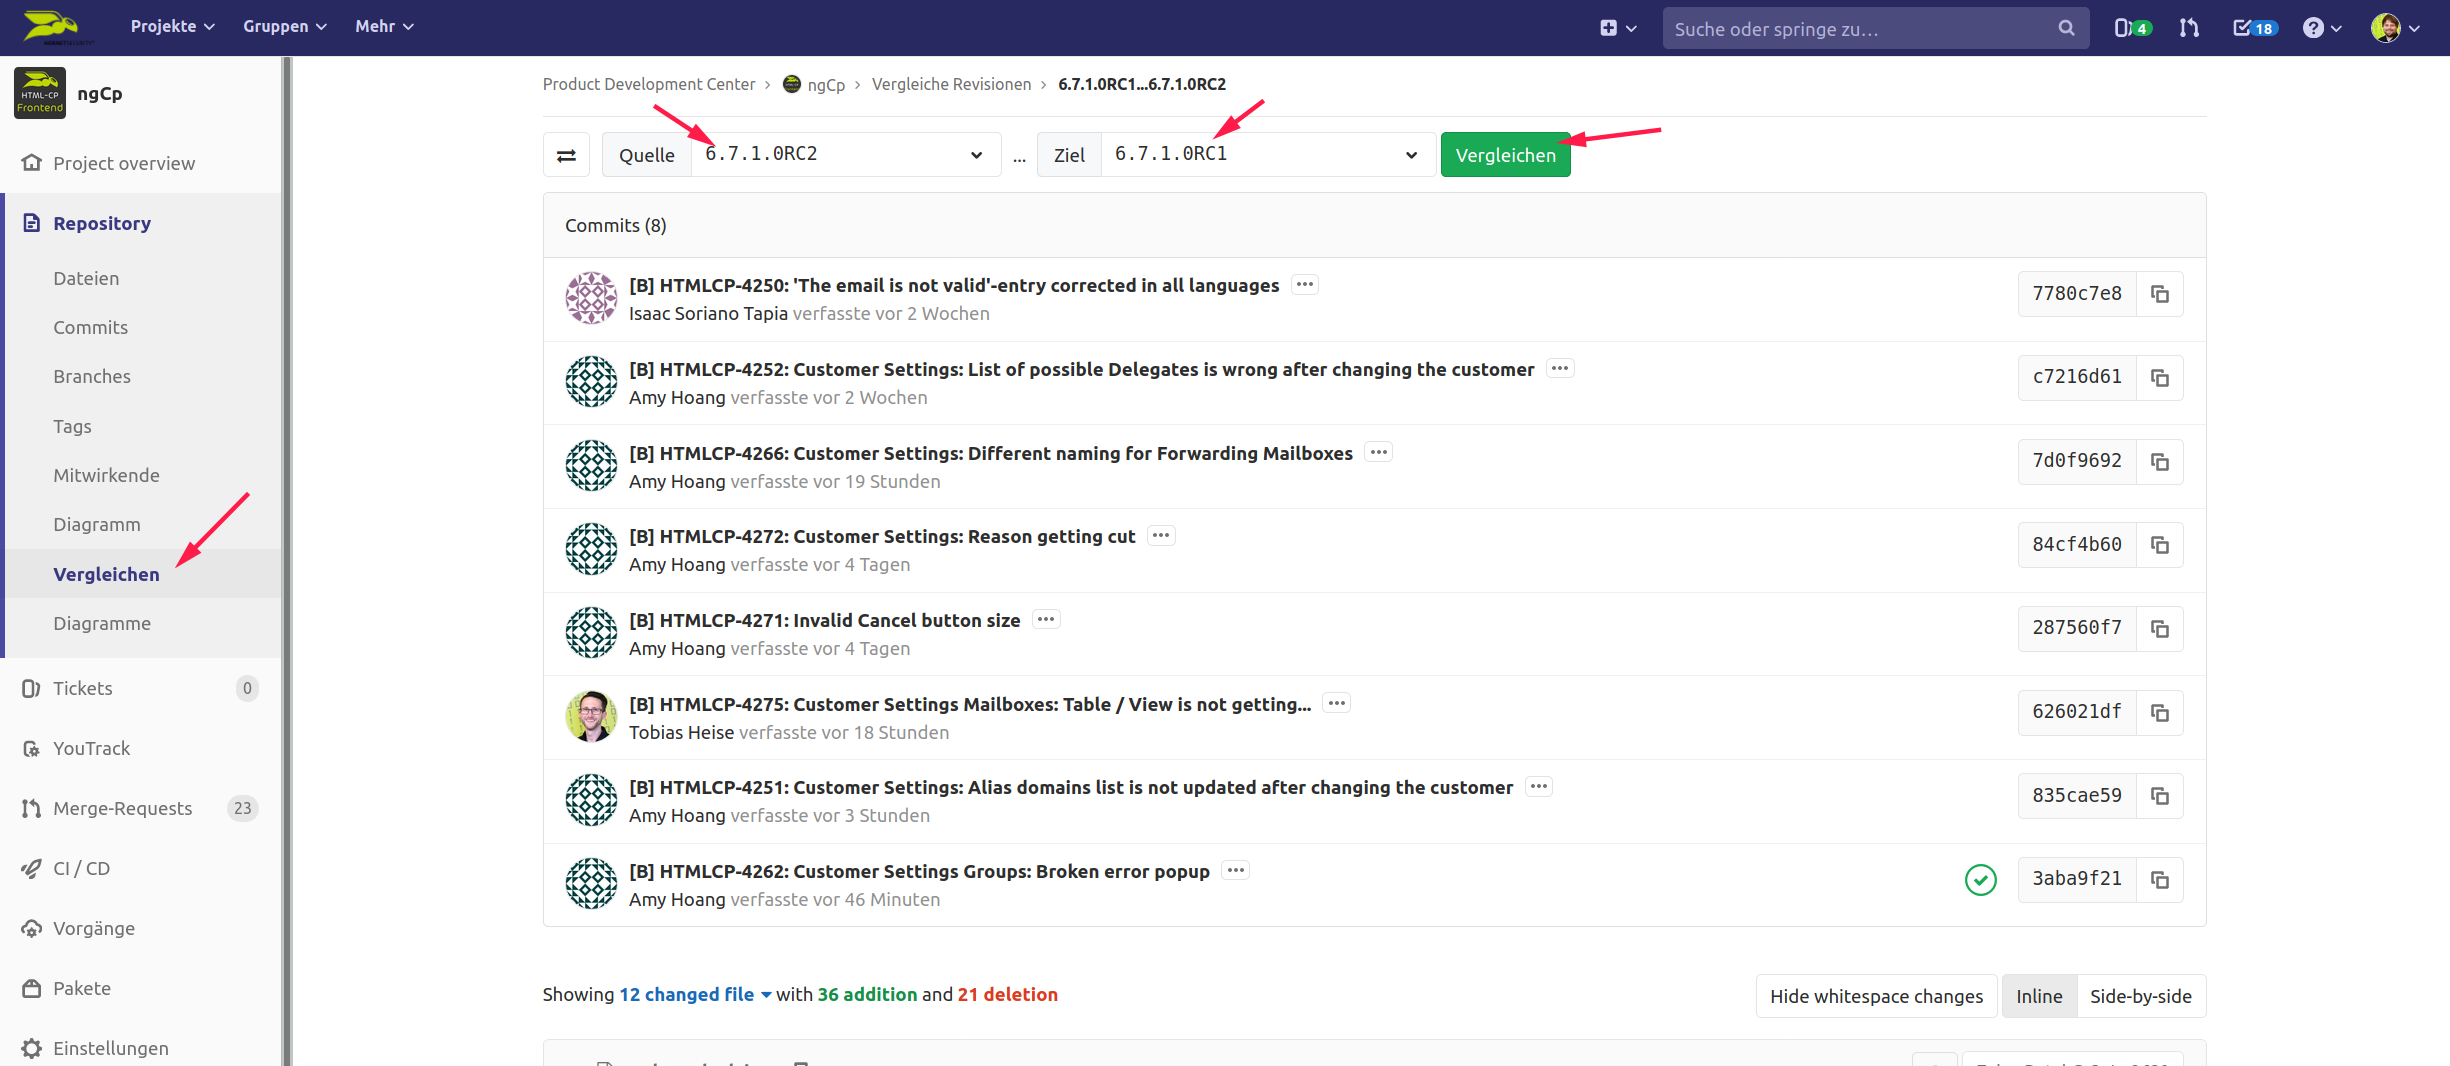 Projekte Gruppen Mehr Suche oder springe zu… 4 18
HORNETSECURITY
HTML-CP
Frontend
ngCp
Project overview
Repository
Dateien
Commits
Branches
Tags
Mitwirkende
Diagramm
Vergleichen
Diagramme
Tickets 0
YouTrack
Merge-Requests 23
CI / CD
Vorgänge
Pakete
Einstellungen
Product Development Center › ngCp › Vergleiche Revisionen › 6.7.1.0RC1...6.7.1.0RC2
Quelle 6.7.1.0RC2 ... Ziel 6.7.1.0RC1 Vergleichen
Commits (8)
[B] HTMLCP-4250: 'The email is not valid'-entry corrected in all languages
Isaac Soriano Tapia verfasste vor 2 Wochen
7780c7e8
[B] HTMLCP-4252: Customer Settings: List of possible Delegates is wrong after changing the customer
Amy Hoang verfasste vor 2 Wochen
c7216d61
[B] HTMLCP-4266: Customer Settings: Different naming for Forwarding Mailboxes
Amy Hoang verfasste vor 19 Stunden
7d0f9692
[B] HTMLCP-4272: Customer Settings: Reason getting cut
Amy Hoang verfasste vor 4 Tagen
84cf4b60
[B] HTMLCP-4271: Invalid Cancel button size
Amy Hoang verfasste vor 4 Tagen
287560f7
[B] HTMLCP-4275: Customer Settings Mailboxes: Table / View is not getting...
Tobias Heise verfasste vor 18 Stunden
626021df
[B] HTMLCP-4251: Customer Settings: Alias domains list is not updated after changing the customer
Amy Hoang verfasste vor 3 Stunden
835cae59
[B] HTMLCP-4262: Customer Settings Groups: Broken error popup
Amy Hoang verfasste vor 46 Minuten
3aba9f21
Showing 12 changed file with 36 addition and 21 deletion
Hide whitespace changes Inline Side-by-side